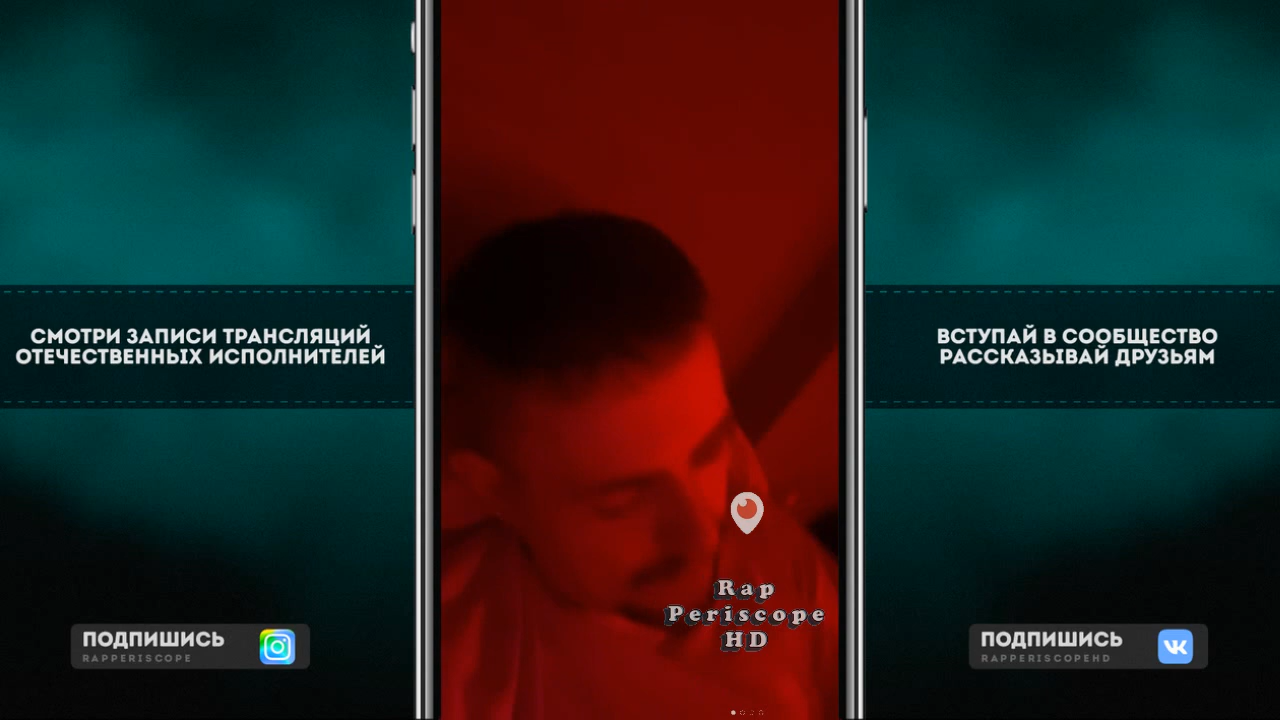 СМОТРИ ЗАПИСИ ТРАНСЛЯЦИЙ
ОТЕЧЕСТВЕННЫХ ИСПОЛНИТЕЛЕЙ
ВСТУПАЙ В СООБЩЕСТВО
РАССКАЗЫВАЙ ДРУЗЬЯМ
Rap
Periscope
HD
ПОДПИШИСЬ
RAPPERISCOPE
ПОДПИШИСЬ
RAPPERISCOPEHD